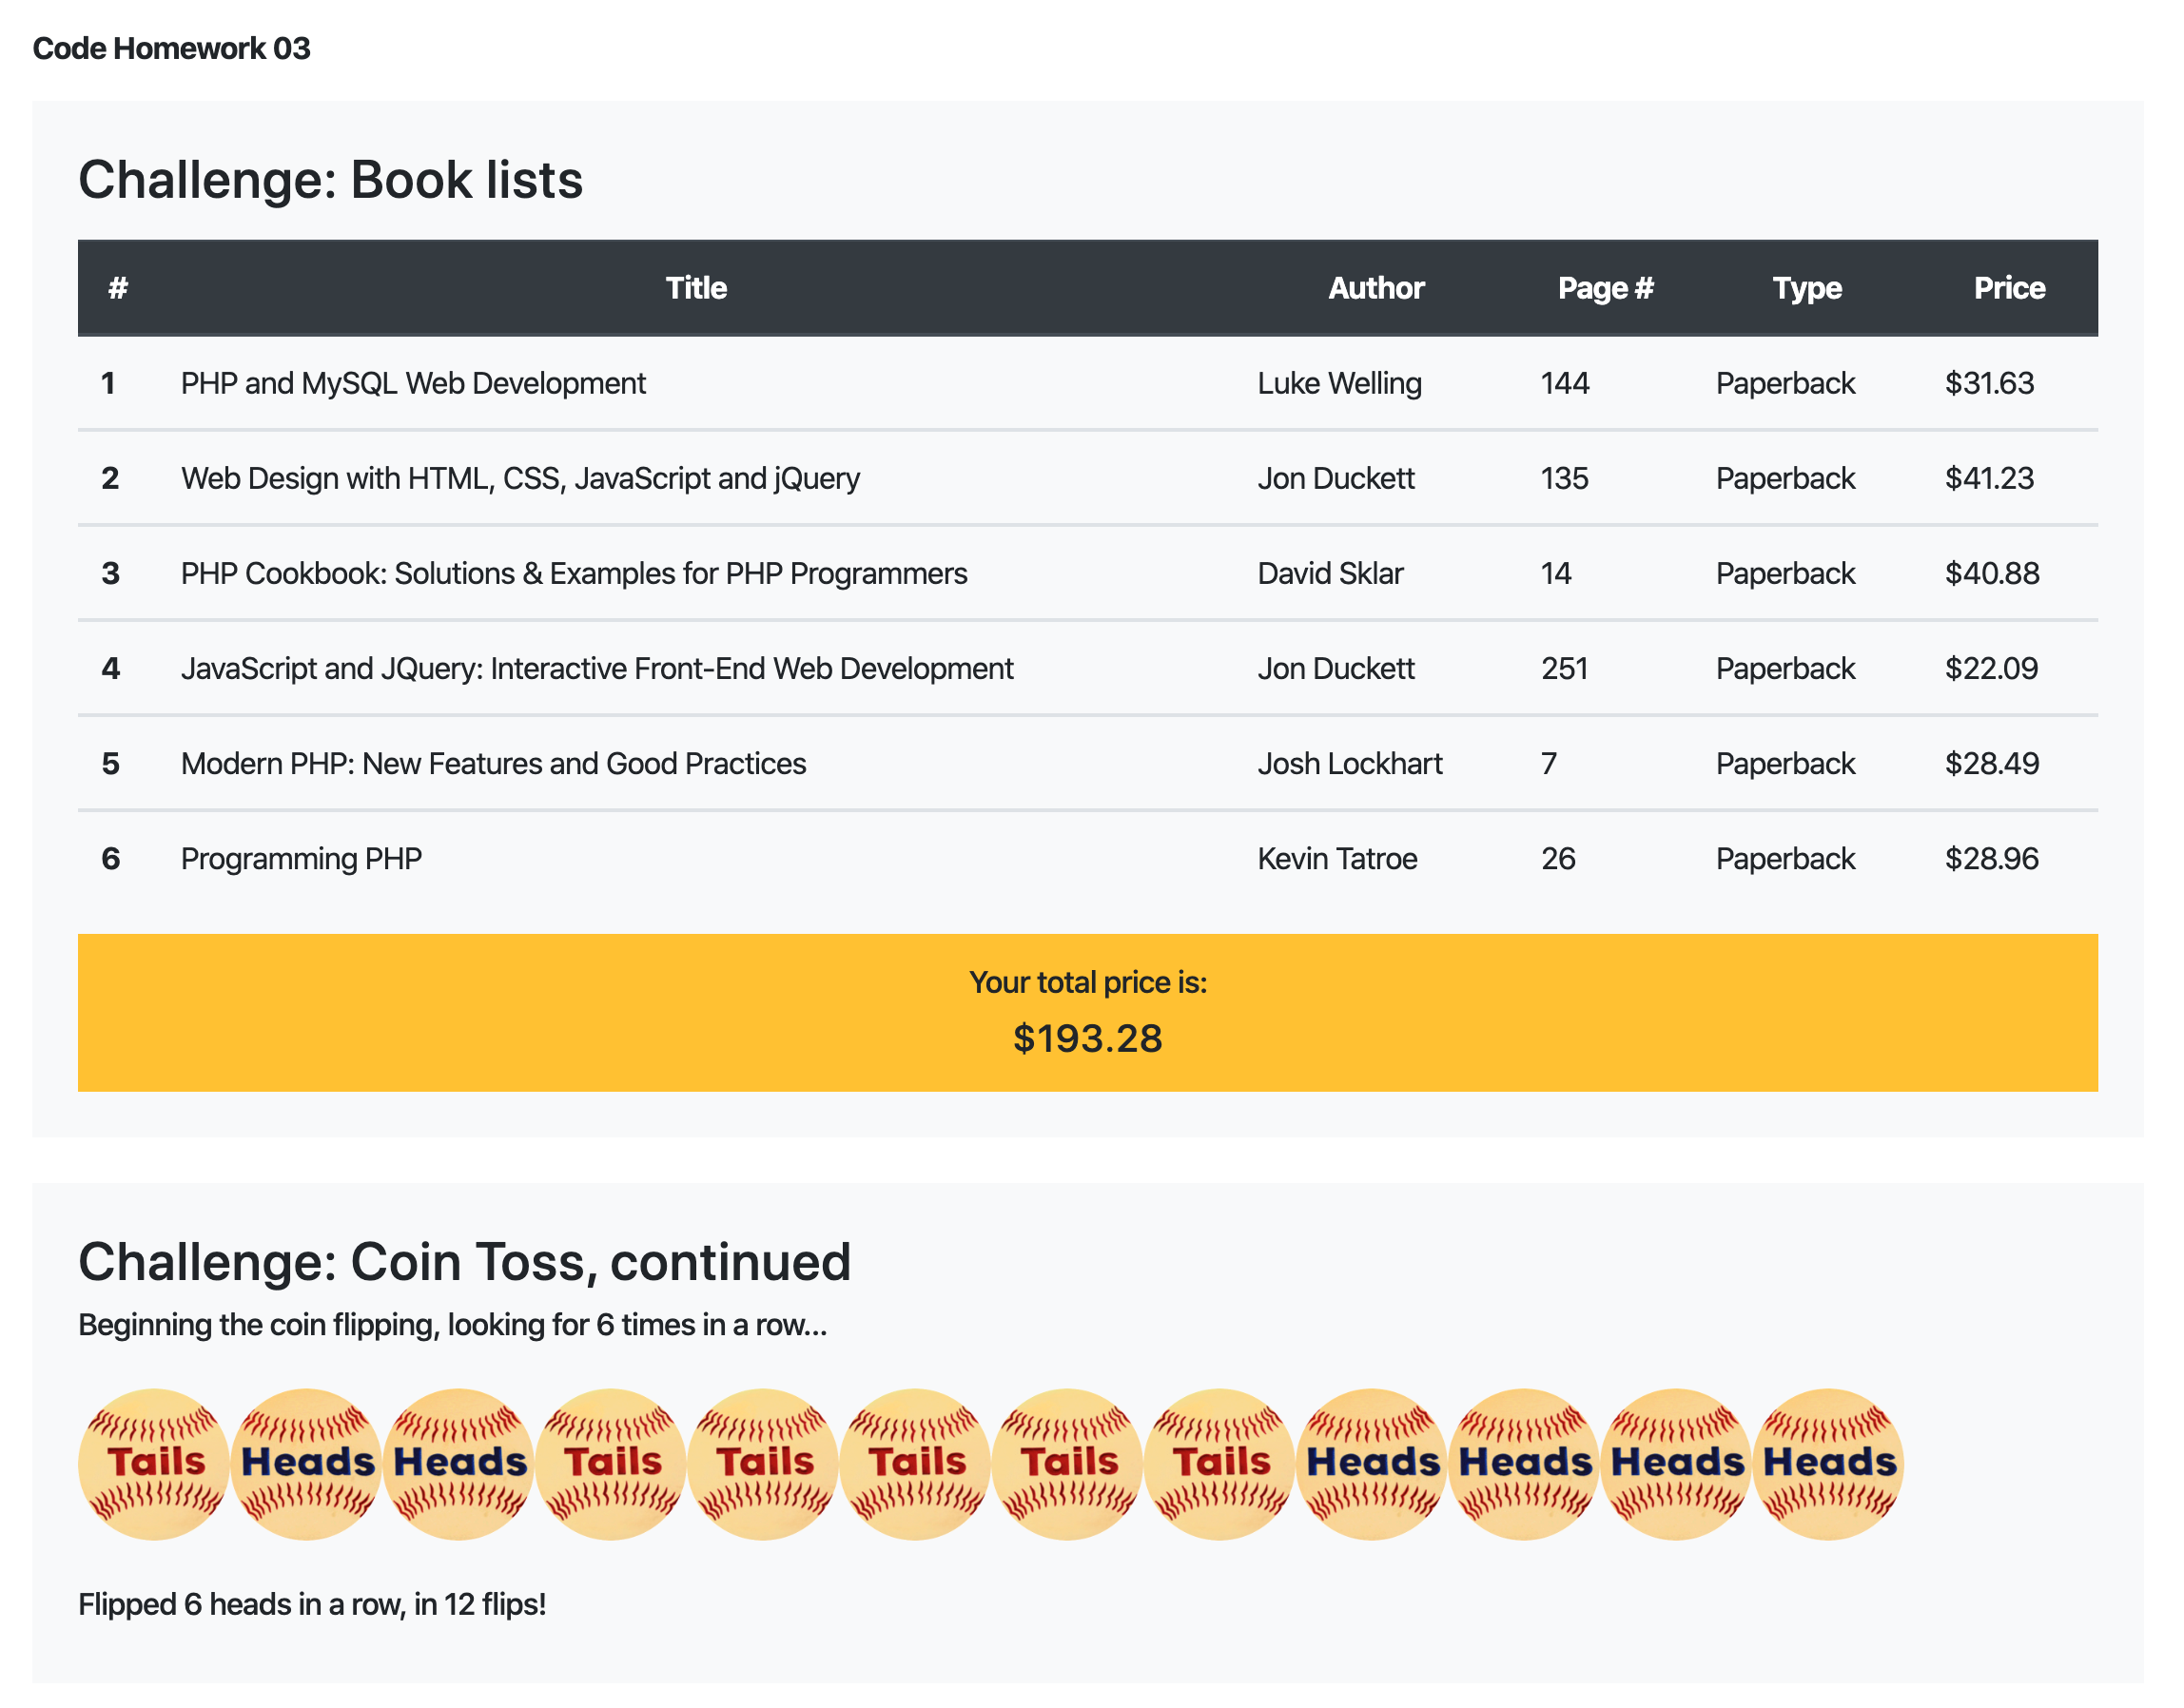 Code Homework 03
Challenge: Book lists
# Title Author Page # Type Price
1 PHP and MySQL Web Development Luke Welling 144 Paperback $31.63
2 Web Design with HTML, CSS, JavaScript and jQuery Jon Duckett 135 Paperback $41.23
3 PHP Cookbook: Solutions & Examples for PHP Programmers David Sklar 14 Paperback $40.88
4 JavaScript and JQuery: Interactive Front-End Web Development Jon Duckett 251 Paperback $22.09
5 Modern PHP: New Features and Good Practices Josh Lockhart 7 Paperback $28.49
6 Programming PHP Kevin Tatroe 26 Paperback $28.96
Your total price is:
$193.28
Challenge: Coin Toss, continued
Beginning the coin flipping, looking for 6 times in a row...
Tails Heads Heads Tails Tails Tails Tails Tails Heads Heads Heads Heads
Flipped 6 heads in a row, in 12 flips!